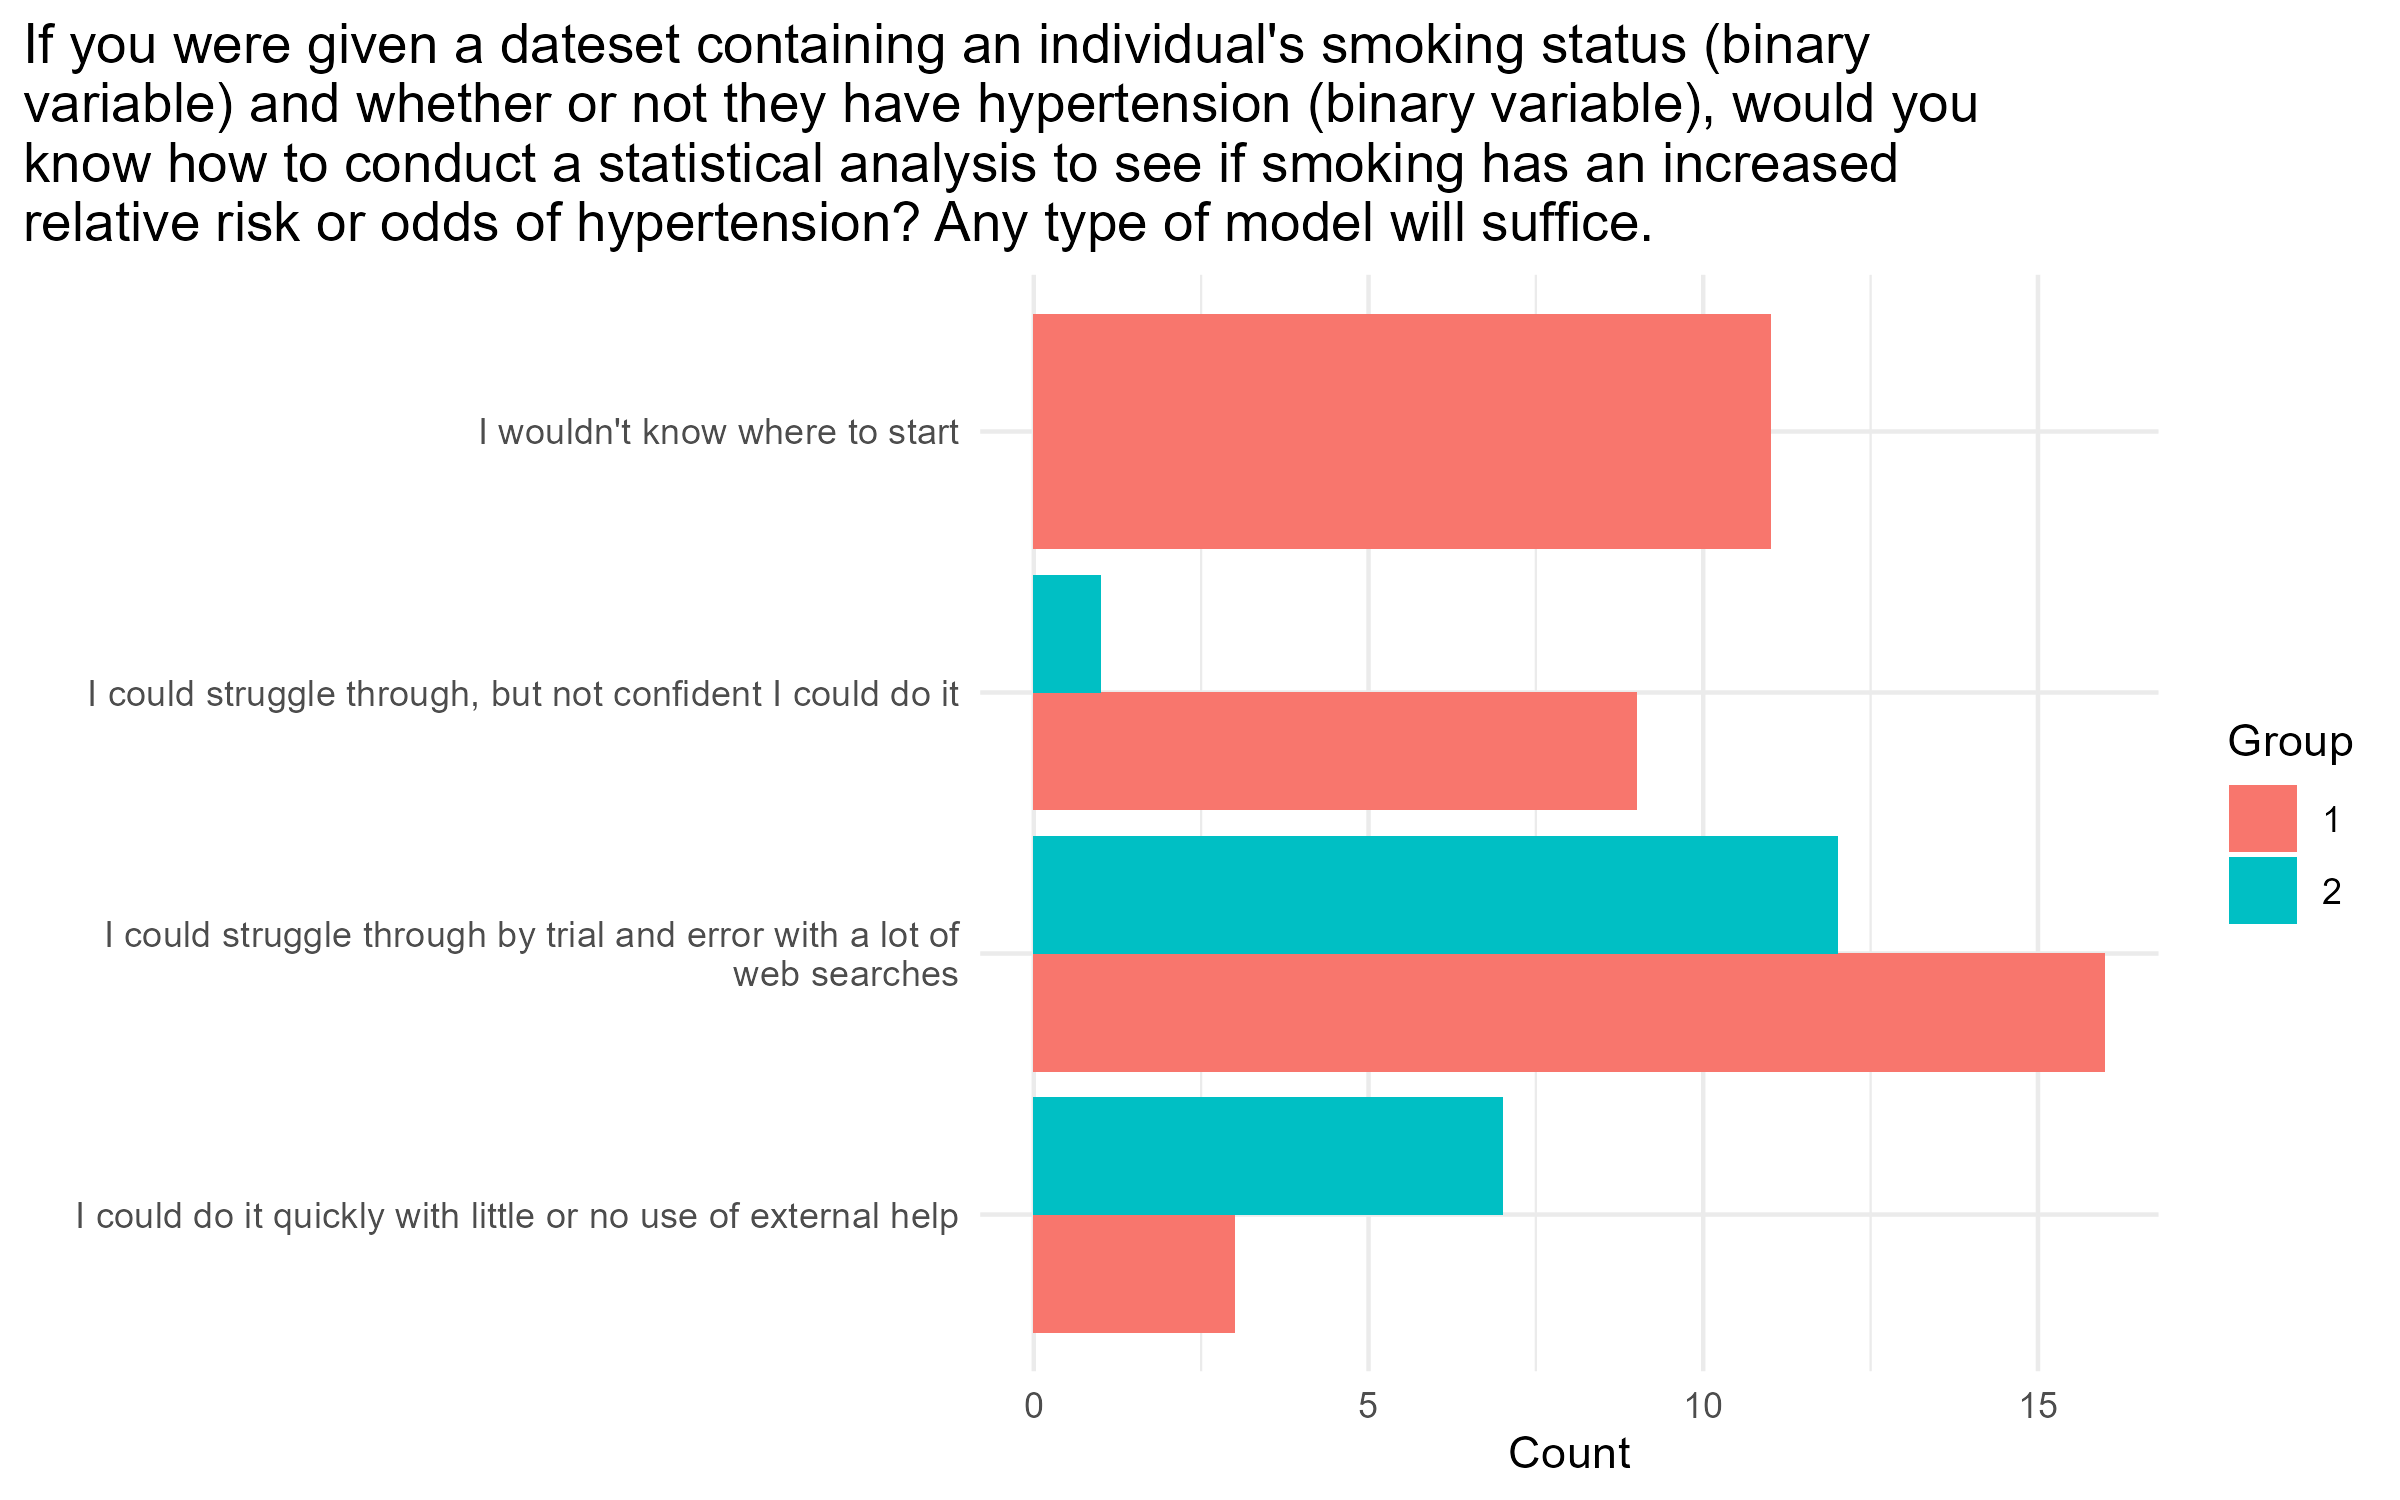 If you were given a dateset containing an individual's smoking status (binary
variable) and whether or not they have hypertension (binary variable), would you
know how to conduct a statistical analysis to see if smoking has an increased
relative risk or odds of hypertension? Any type of model will suffice.
I wouldn't know where to start
I could struggle through, but not confident I could do it
I could struggle through by trial and error with a lot of
web searches
I could do it quickly with little or no use of external help
0 5 10 15
Count
Group
1
2